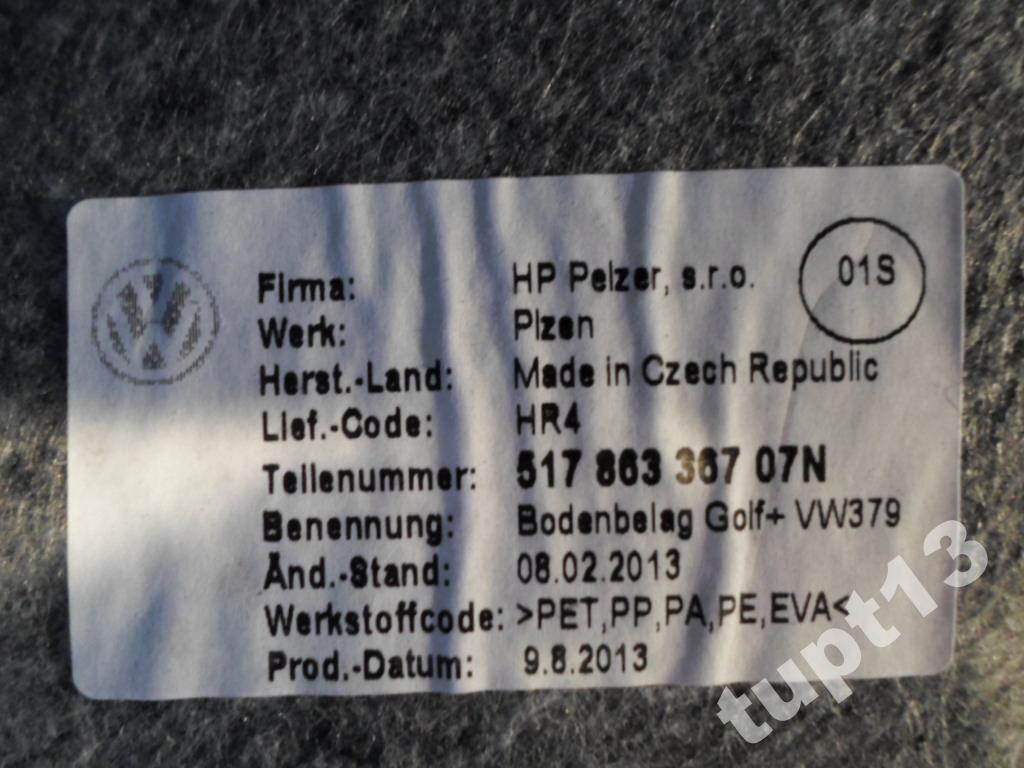 01S
Firma: HP Pelzer, s.r.o.
Werk: Plzen
Herst.-Land: Made in Czech Republic
Lief.-Code: HR4
Teilenummer: 517 863 367 07N
Benennung: Bodenbelag Golf+ VW379
Änd.-Stand: 08.02.2013
Werkstoffcode: >PET,PP,PA,PE,EVA<
Prod.-Datum: 9.8.2013
tupt13